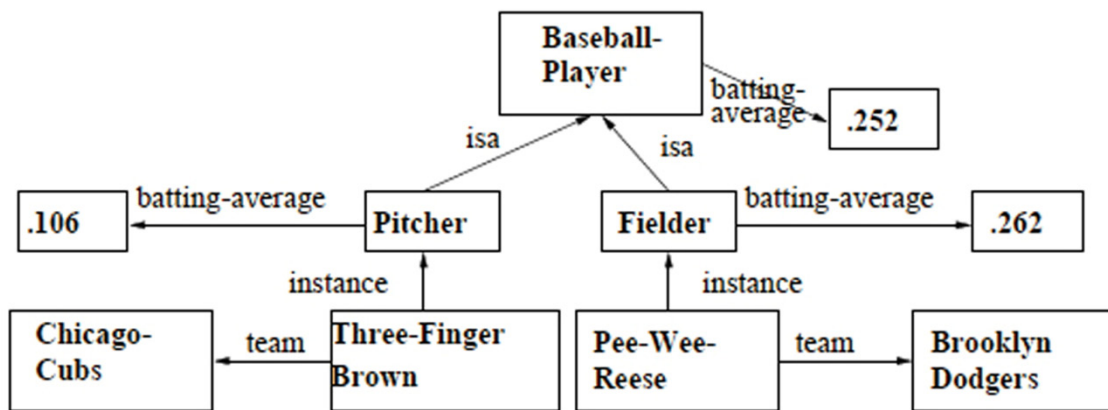 Baseball-
Player
batting-
average
.252
isa
isa
batting-average
batting-average
.106
Pitcher
Fielder
.262
instance
instance
Chicago-
Cubs
team
Three-Finger
Brown
Pee-Wee-
Reese
team
Brooklyn
Dodgers